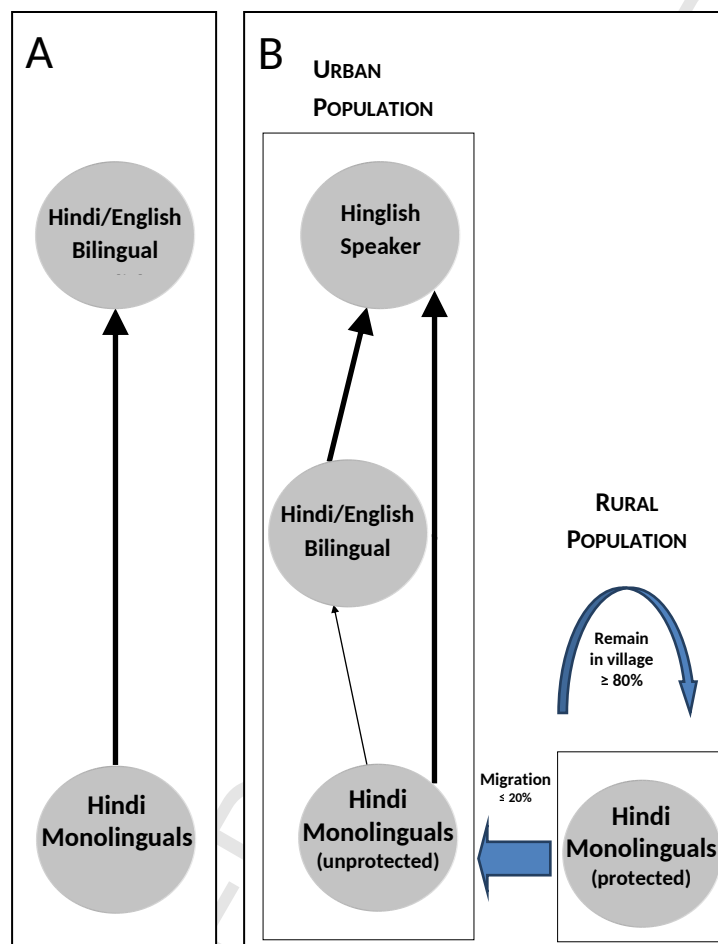 A
Hindi/English
Bilingual
Hindi
Monolinguals
B
URBAN
POPULATION
Hinglish
Speaker
Hindi/English
Bilingual
Hindi
Monolinguals
(unprotected)
RURAL
POPULATION
Remain
in village
≥ 80%
Migration
≤ 20%
Hindi
Monolinguals
(protected)